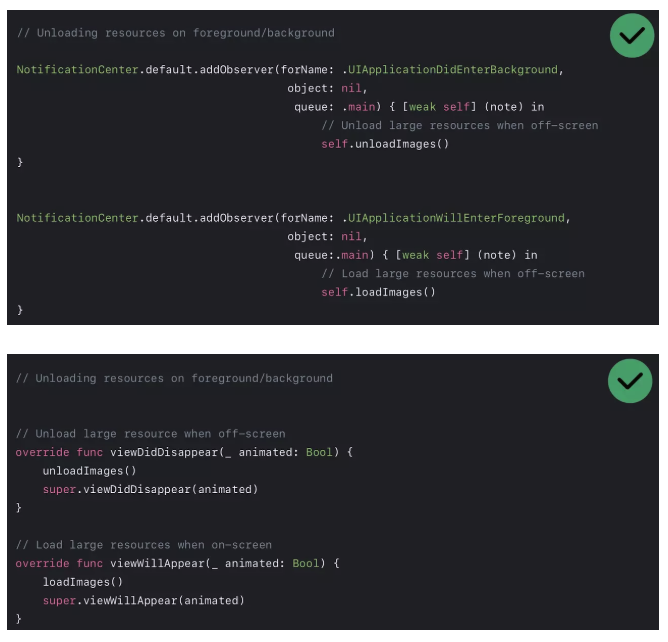 // Unloading resources on foreground/background
NotificationCenter.default.addObserver(forName: .UIApplicationDidEnterBackground,
object: nil,
queue: .main) { [weak self] (note) in
// Unload large resources when off-screen
self.unloadImages()
}
NotificationCenter.default.addObserver(forName: .UIApplicationWillEnterForeground,
object: nil,
queue:.main) { [weak self] (note) in
// Load large resources when off-screen
self.loadImages()
}
// Unloading resources on foreground/background
// Unload large resource when off-screen
override func viewDidDisappear(_ animated: Bool) {
unloadImages()
super.viewDidDisappear(animated)
}
// Load large resources when on-screen
override func viewWillAppear(_ animated: Bool) {
loadImages()
super.viewWillAppear(animated)
}